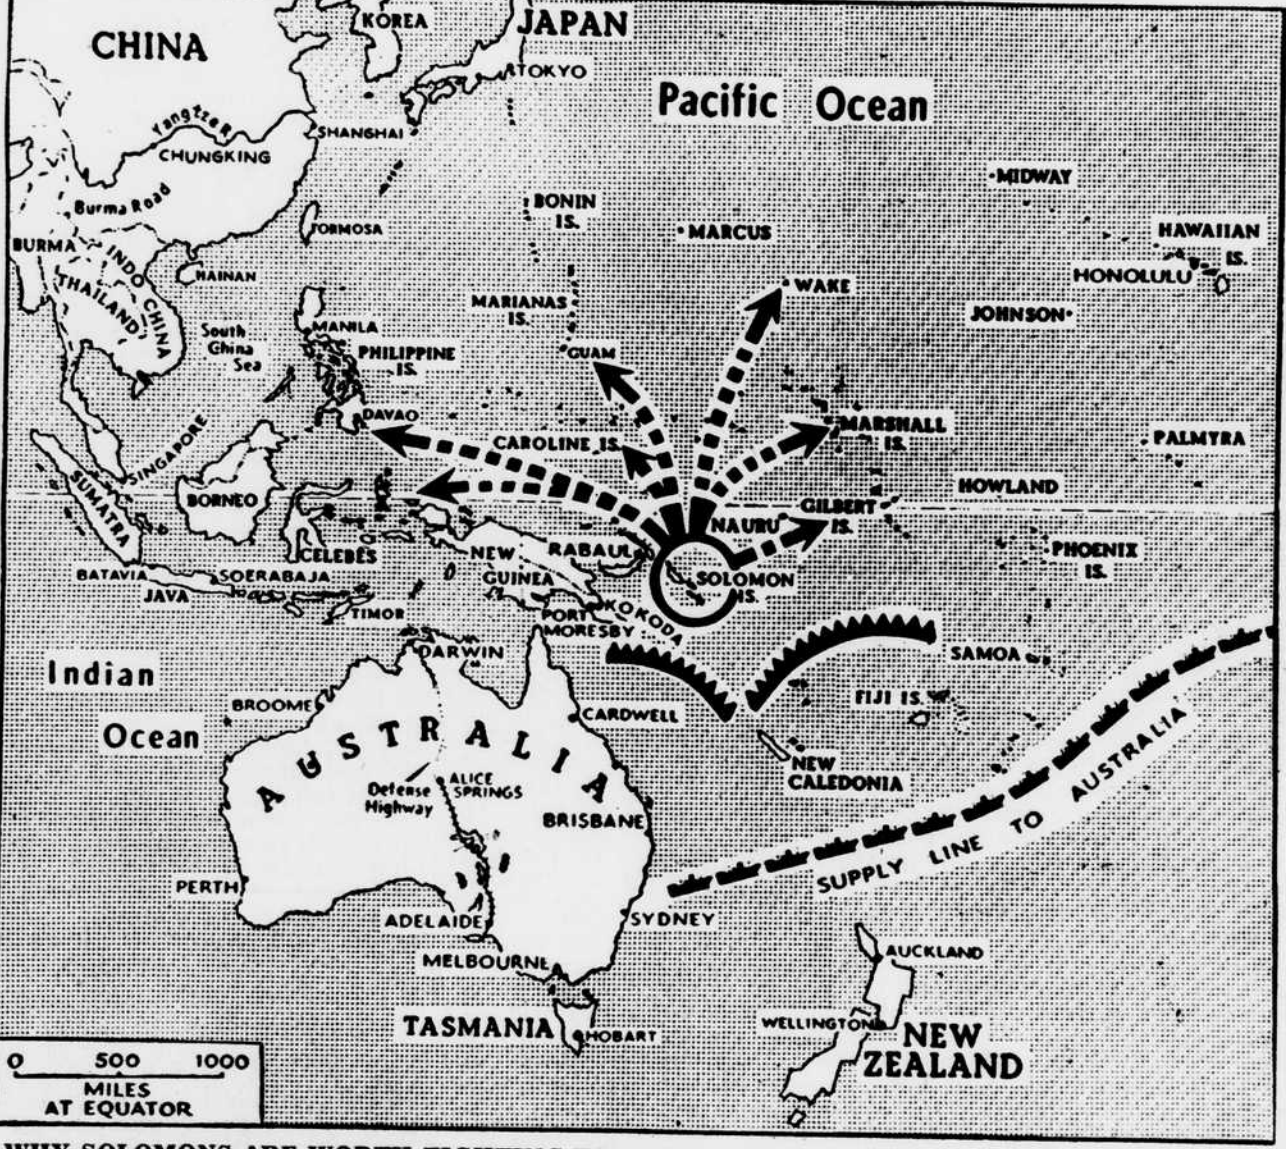 KOREA
JAPAN
CHINA
TOKYO
Pacific Ocean
Yangtze R.
SHANGHAI
CHUNGKING
MIDWAY
Burma Road
BONIN
IS.
FORMOSA
MARCUS
HAWAIIAN
IS.
BURMA
INDO CHINA
HAINAN
HONOLULU
THAILAND
WAKE
MARIANAS
IS.
JOHNSON
South
China
Sea
MANILA
PHILIPPINE
IS.
GUAM
DAVAO
CAROLINE IS.
MARSHALL
IS.
PALMYRA
SINGAPORE
SUMATRA
BORNEO
HOWLAND
GILBERT
IS.
NAURU
CELEBES
NEW
GUINEA
RABAUL
PHOENIX
IS.
BATAVIA
SOERABAJA
JAVA
SOLOMON
IS.
TIMOR
PORT
MORESBY
KOKODA
DARWIN
SAMOA
Indian
Ocean
BROOME
CARDWELL
FIJI IS.
AUSTRALIA
NEW
CALEDONIA
Defense
Highway
ALICE
SPRINGS
BRISBANE
SUPPLY LINE TO AUSTRALIA
PERTH
ADELAIDE
SYDNEY
MELBOURNE
AUCKLAND
TASMANIA
HOBART
WELLINGTON
NEW
ZEALAND
0 500 1000
MILES
AT EQUATOR
WHY SOLOMONS ARE WORTH FIGHTING